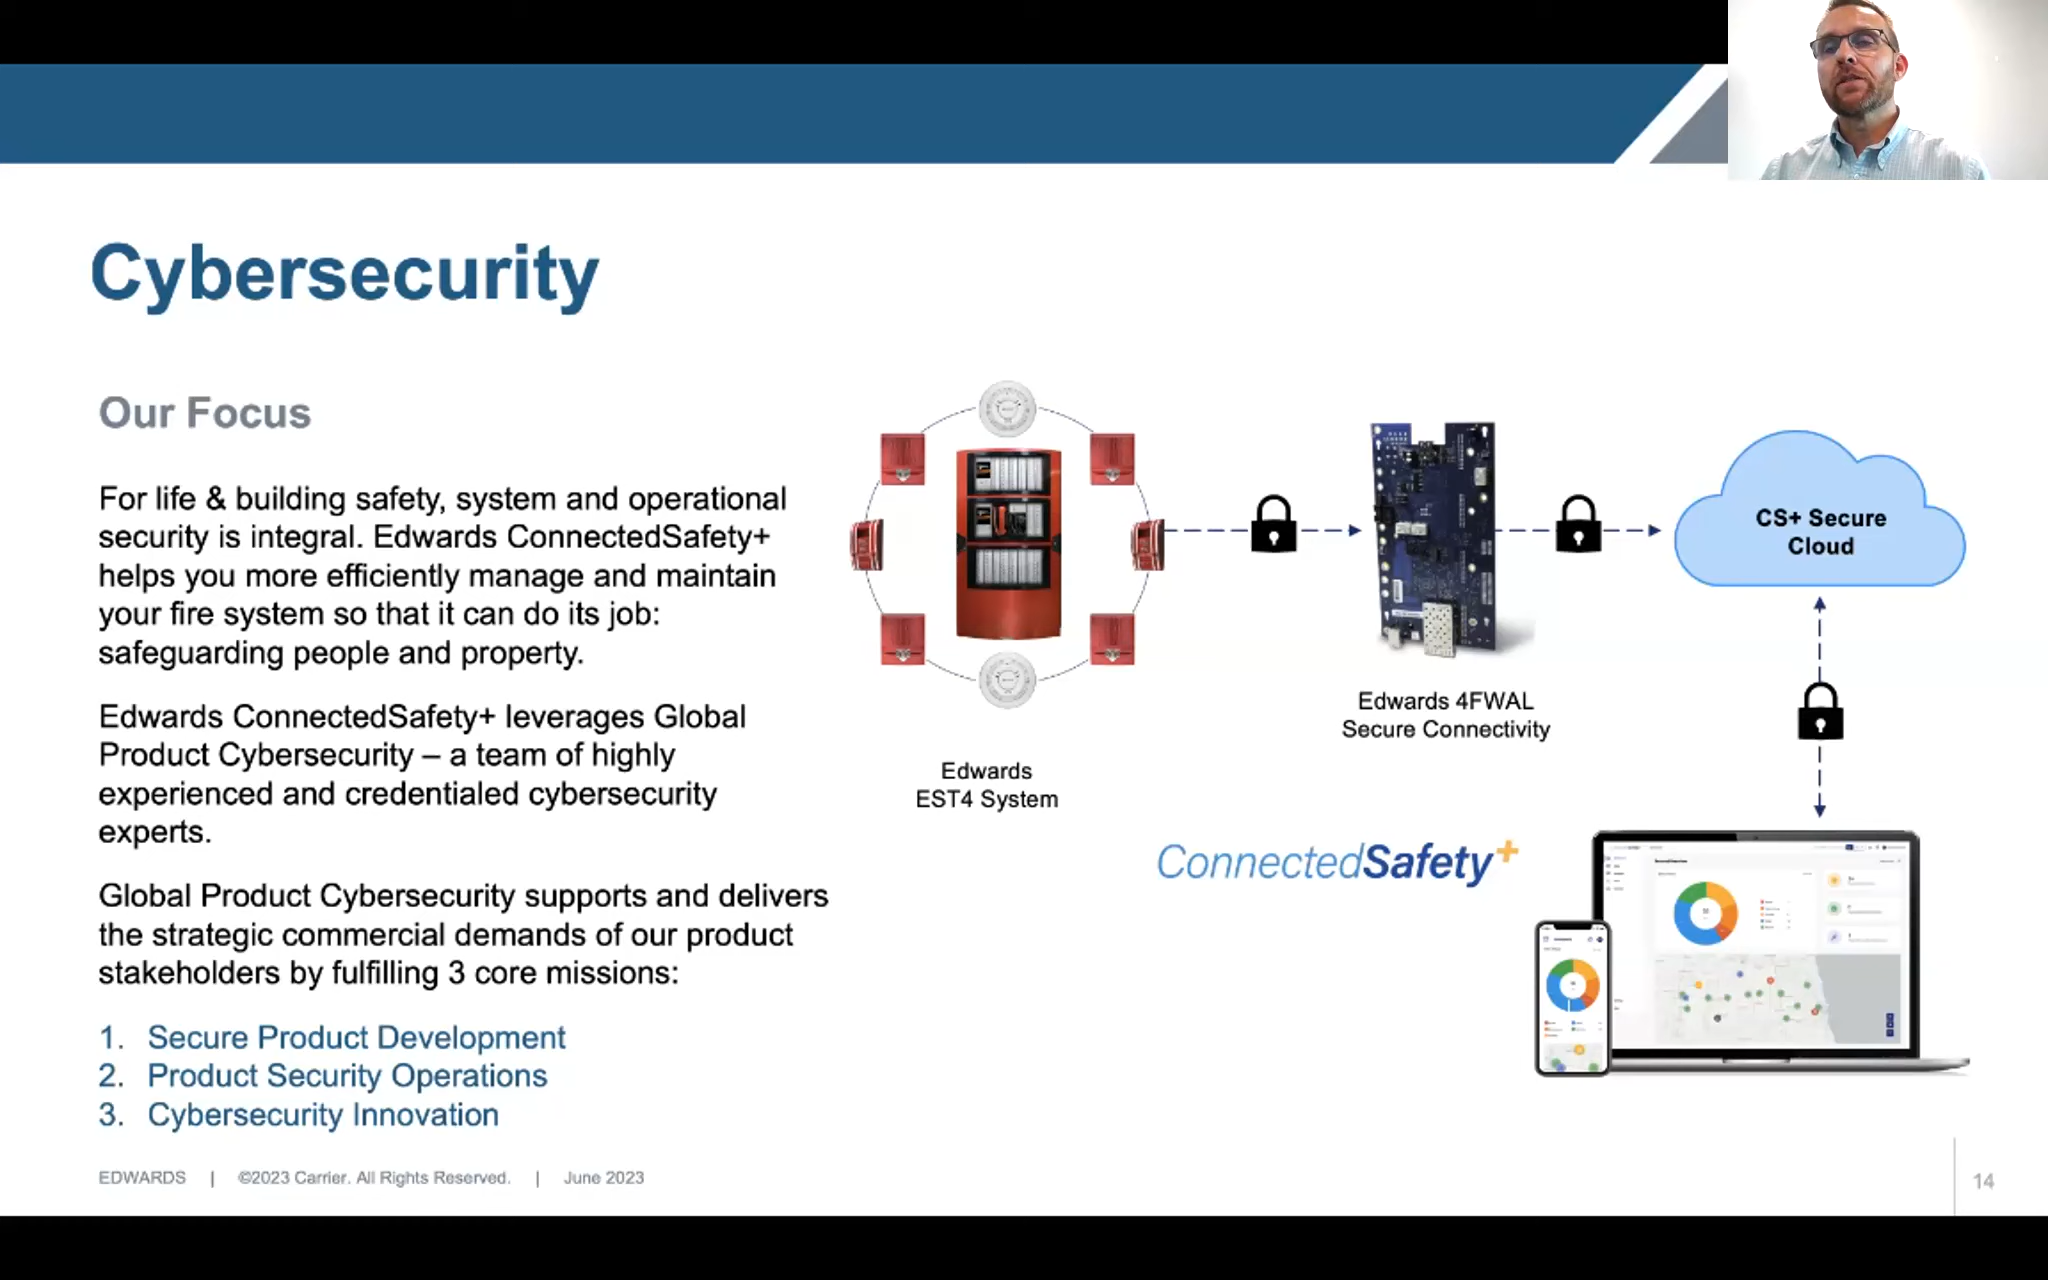 Cybersecurity
Our Focus
For life & building safety, system and operational
security is integral. Edwards ConnectedSafety+
helps you more efficiently manage and maintain
your fire system so that it can do its job:
safeguarding people and property.
Edwards ConnectedSafety+ leverages Global
Product Cybersecurity – a team of highly
experienced and credentialed cybersecurity
experts.
Global Product Cybersecurity supports and delivers
the strategic commercial demands of our product
stakeholders by fulfilling 3 core missions:
1. Secure Product Development
2. Product Security Operations
3. Cybersecurity Innovation
Edwards
EST4 System
Edwards 4FWAL
Secure Connectivity
CS+ Secure
Cloud
ConnectedSafety+
EDWARDS | ©2023 Carrier. All Rights Reserved. | June 2023
14